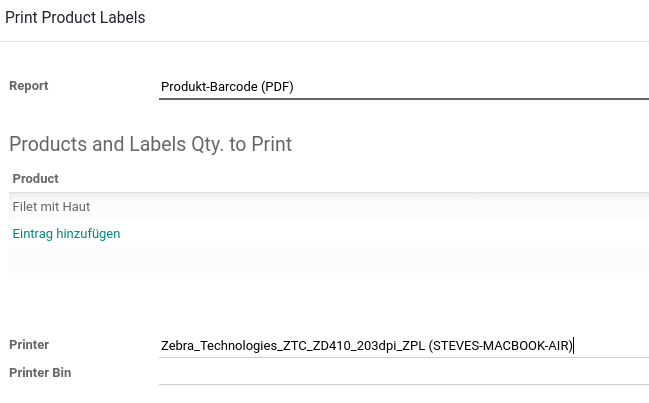 Print Product Labels
Report
Produkt-Barcode (PDF)
Products and Labels Qty. to Print
Product
Filet mit Haut
Eintrag hinzufügen
Printer
Zebra_Technologies_ZTC_ZD410_203dpi_ZPL (STEVES-MACBOOK-AIR)
Printer Bin